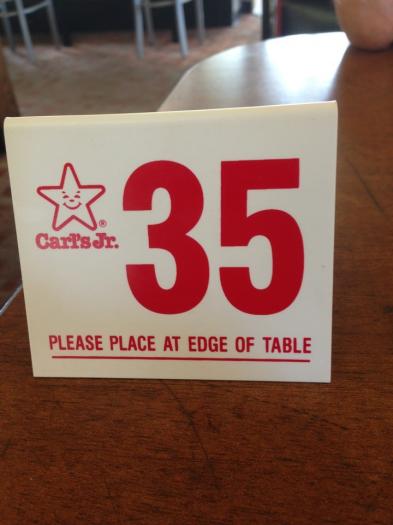 35
Carl's Jr.®
PLEASE PLACE AT EDGE OF TABLE